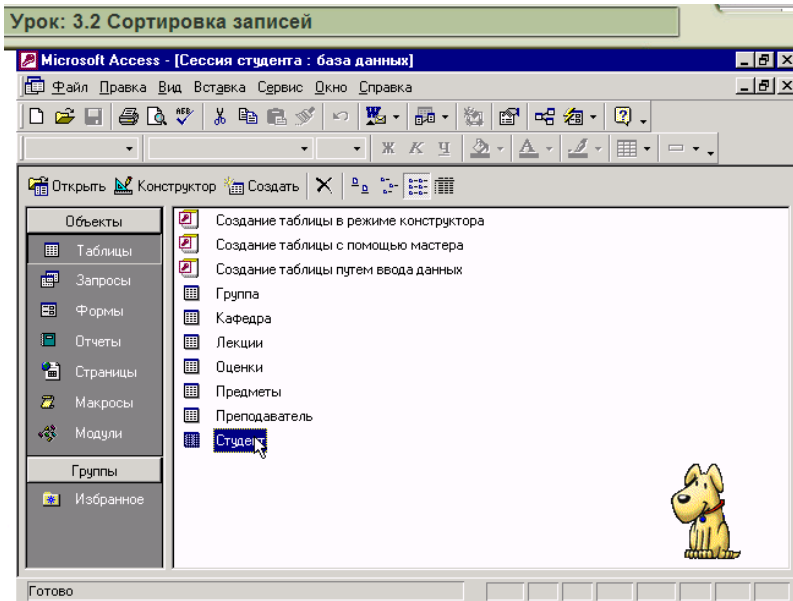 Урок: 3.2 Сортировка записей
Microsoft Access - [Сессия студента : база данных]
Файл Правка Вид Вставка Сервис Окно Справка
Ж К Ч
Открыть Конструктор Создать
Объекты
Таблицы
Запросы
Формы
Отчеты
Страницы
Макросы
Модули
Группы
Избранное
Создание таблицы в режиме конструктора
Создание таблицы с помощью мастера
Создание таблицы путем ввода данных
Группа
Кафедра
Лекции
Оценки
Предметы
Преподаватель
Студент
Готово